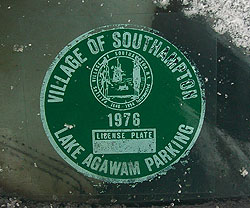 VILLAGE OF SOUTHAMPTON
1976
LICENSE PLATE
LAKE AGAWAM PARKING